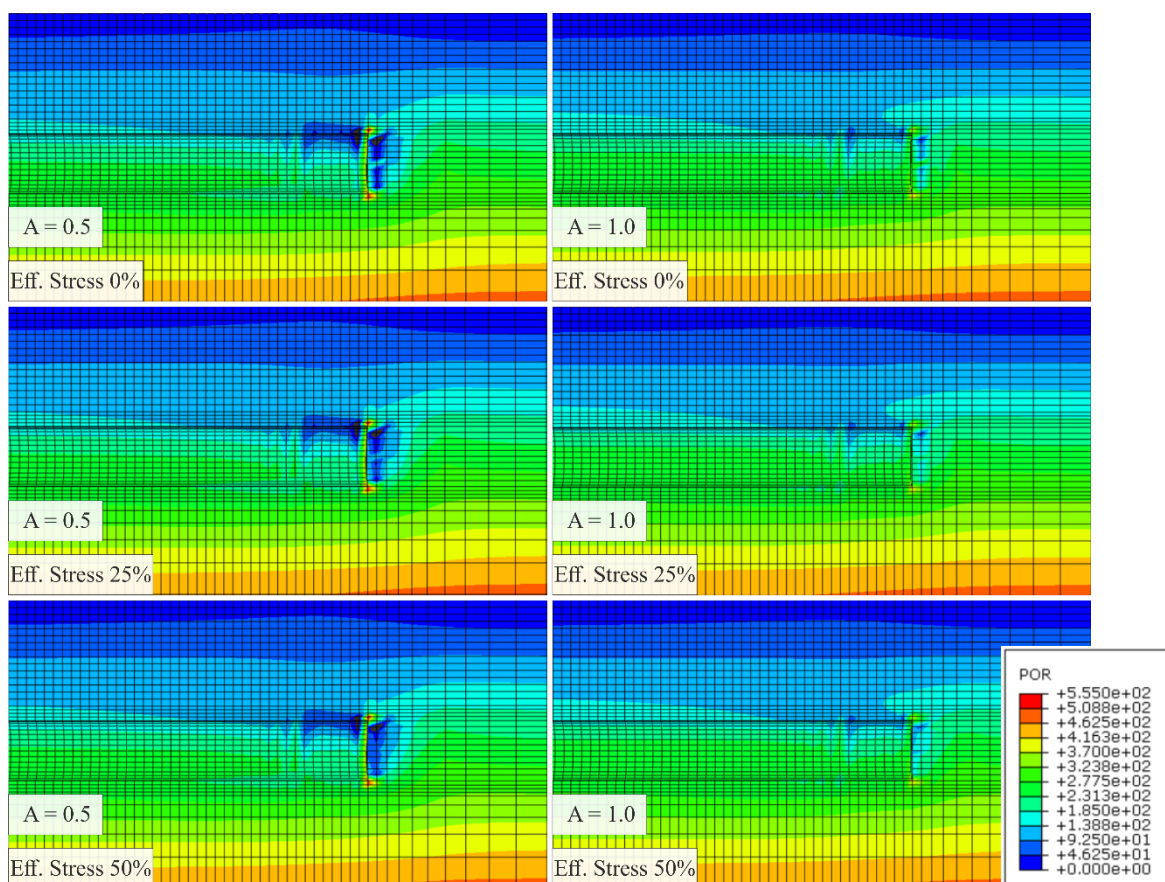 A = 0.5
Eff. Stress 0%
A = 1.0
Eff. Stress 0%
A = 0.5
Eff. Stress 25%
A = 1.0
Eff. Stress 25%
A = 0.5
Eff. Stress 50%
A = 1.0
Eff. Stress 50%
POR
+5.550e+02
+5.088e+02
+4.625e+02
+4.163e+02
+3.700e+02
+3.238e+02
+2.775e+02
+2.313e+02
+1.850e+02
+1.388e+02
+9.250e+01
+4.625e+01
+0.000e+00